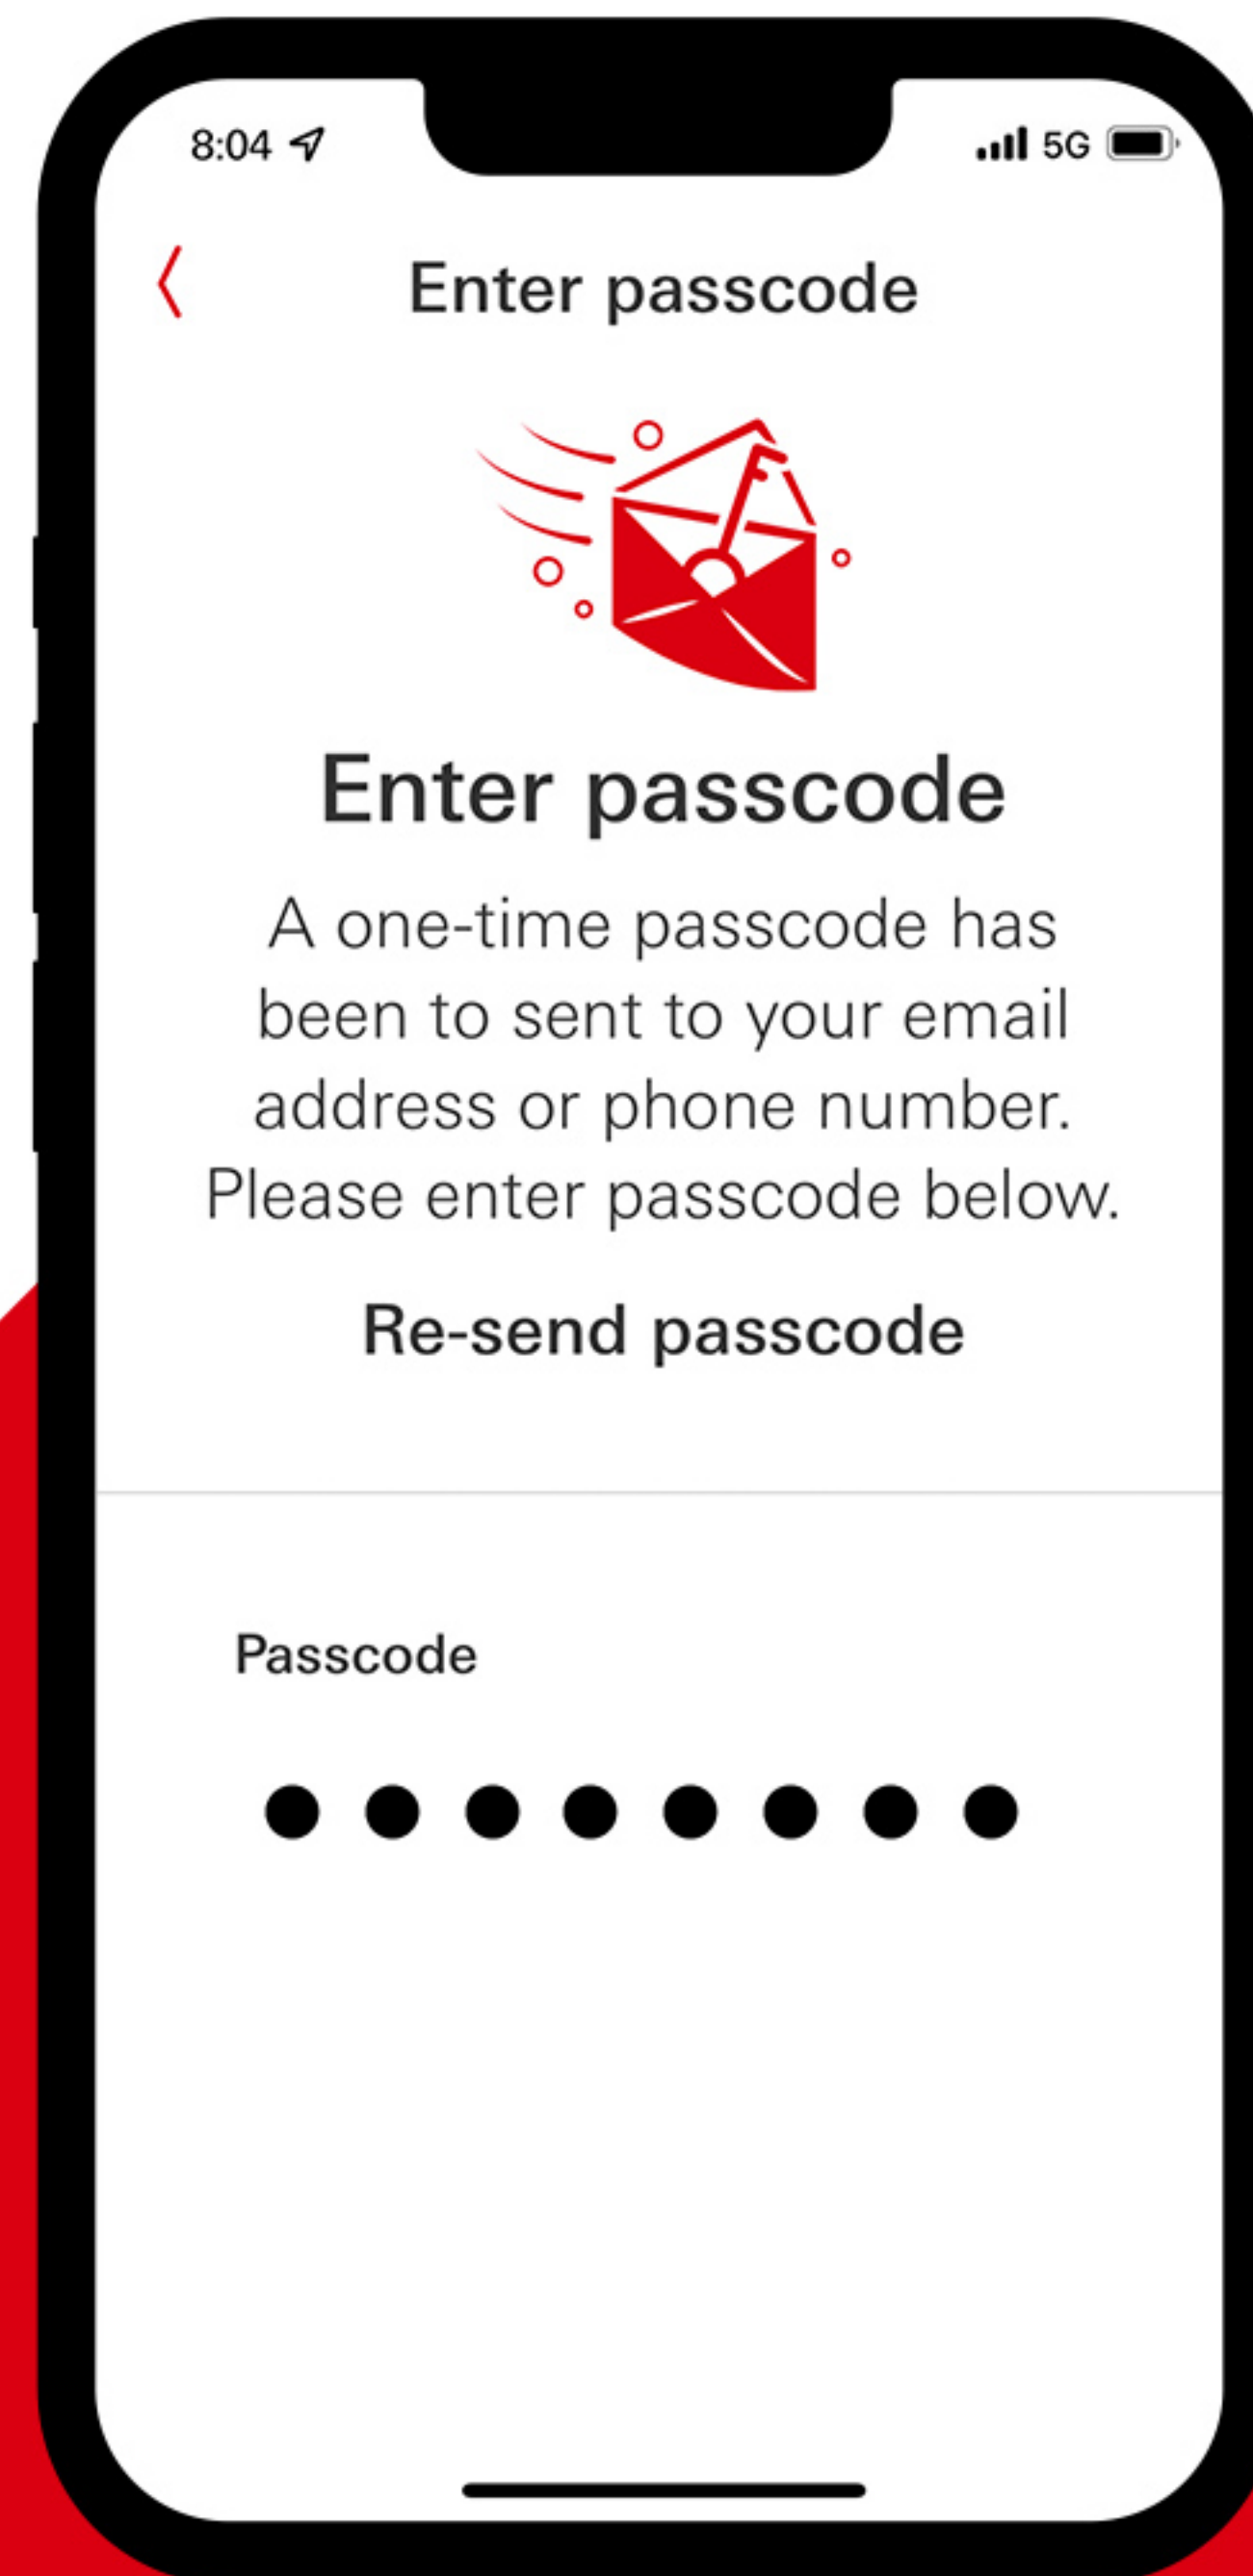 8:04
5G
Enter passcode
Enter passcode
A one-time passcode has
been to sent to your email
address or phone number.
Please enter passcode below.
Re-send passcode
Passcode